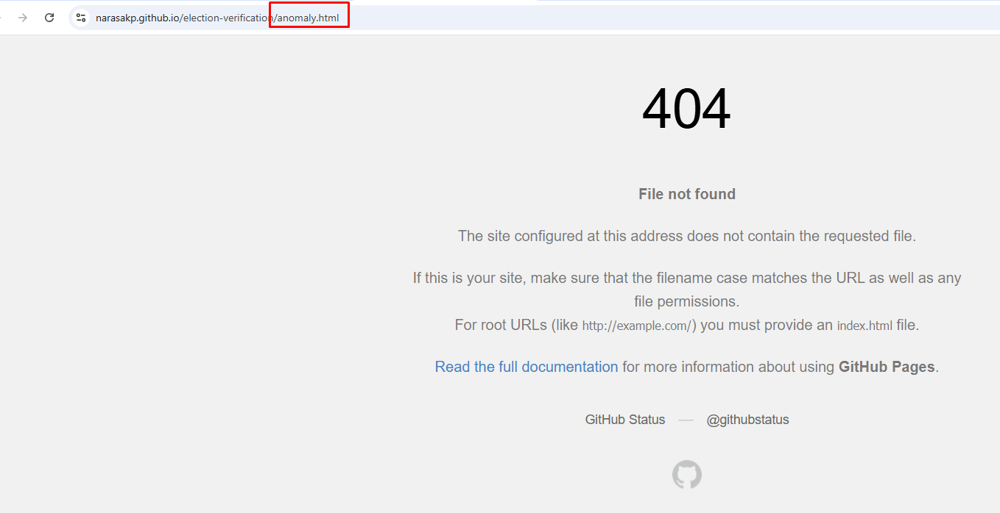 narasakp.github.io/election-verification/anomaly.html
404
File not found
The site configured at this address does not contain the requested file.
If this is your site, make sure that the filename case matches the URL as well as any
file permissions.
For root URLs (like http://example.com/) you must provide an index.html file.
Read the full documentation for more information about using GitHub Pages.
GitHub Status — @githubstatus